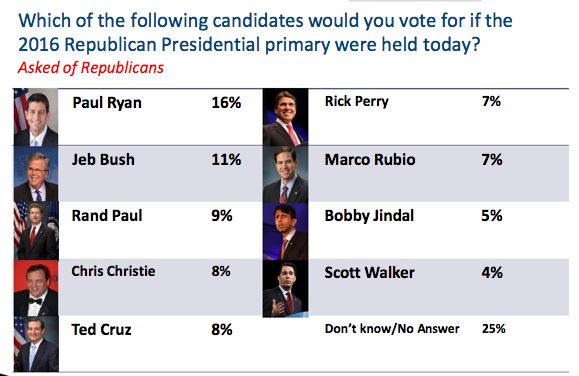 Which of the following candidates would you vote for if the
2016 Republican Presidential primary were held today?
Asked of Republicans
Paul Ryan 16% Rick Perry 7%
Jeb Bush 11% Marco Rubio 7%
Rand Paul 9% Bobby Jindal 5%
Chris Christie 8% Scott Walker 4%
Ted Cruz 8% Don’t know/No Answer 25%